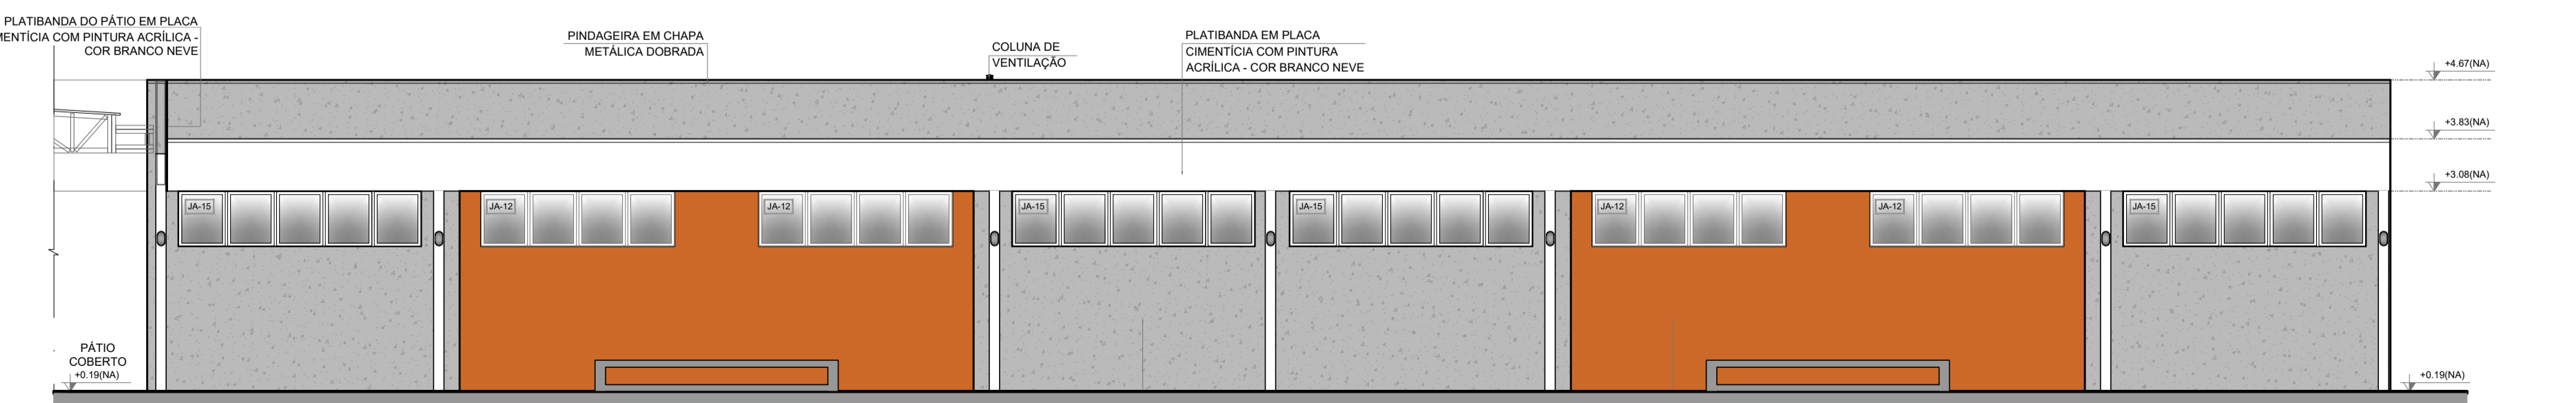 PLATIBANDA DO PÁTIO EM PLACA
MENTÍCIA COM PINTURA ACRÍLICA -
COR BRANCO NEVE
PINDAGEIRA EM CHAPA
METÁLICA DOBRADA
COLUNA DE
VENTILAÇÃO
PLATIBANDA EM PLACA
CIMENTÍCIA COM PINTURA
ACRÍLICA - COR BRANCO NEVE
+4.67(NA)
+3.83(NA)
+3.08(NA)
JA-15
JA-12
JA-12
JA-15
JA-15
JA-12
JA-12
JA-15
PÁTIO
COBERTO
+0.19(NA)
+0.19(NA)